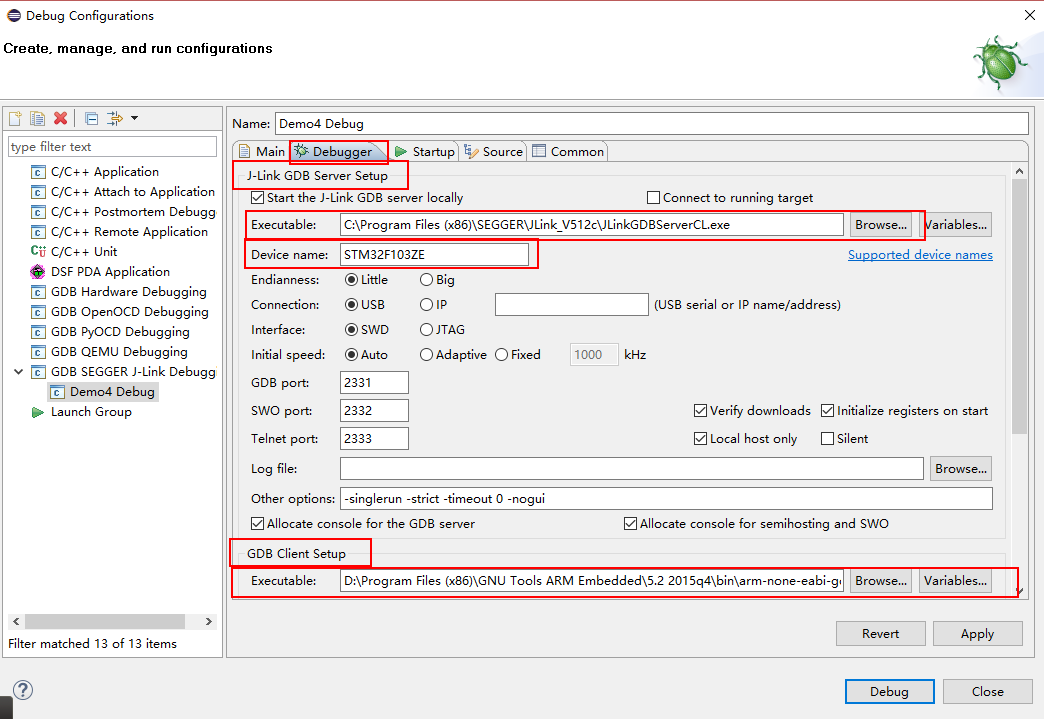 Debug Configurations
Create, manage, and run configurations
type filter text
C/C++ Application
C/C++ Attach to Application
C/C++ Postmortem Debugg
C/C++ Remote Application
C/C++ Unit
DSF PDA Application
GDB Hardware Debugging
GDB OpenOCD Debugging
GDB PyOCD Debugging
GDB QEMU Debugging
GDB SEGGER J-Link Debugg
Demo4 Debug
Launch Group
Filter matched 13 of 13 items
Name: Demo4 Debug
Main Debugger Startup Source Common
J-Link GDB Server Setup
Start the J-Link GDB server locally Connect to running target
Executable: C:\Program Files (x86)\SEGGER\JLink_V512c\JLinkGDBServerCL.exe Browse... Variables...
Device name: STM32F103ZE Supported device names
Endianness: Little Big
Connection: USB IP (USB serial or IP name/address)
Interface: SWD JTAG
Initial speed: Auto Adaptive Fixed 1000 kHz
GDB port: 2331
SWO port: 2332 Verify downloads Initialize registers on start
Telnet port: 2333 Local host only Silent
Log file: Browse...
Other options: -singlerun -strict -timeout 0 -nogui
Allocate console for the GDB server Allocate console for semihosting and SWO
GDB Client Setup
Executable: D:\Program Files (x86)\GNU Tools ARM Embedded\5.2 2015q4\bin\arm-none-eabi-g Browse... Variables...
Revert Apply
? Debug Close